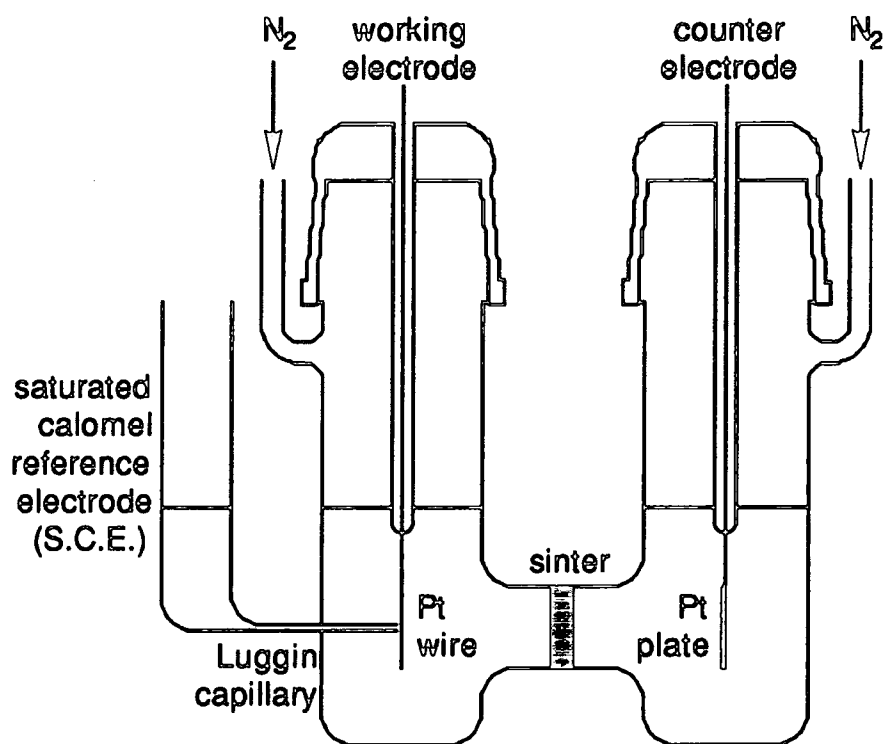 N₂
working
electrode
counter
electrode
N₂
saturated
calomel
reference
electrode
(S.C.E.)
sinter
Pt
wire
Pt
plate
Luggin
capillary